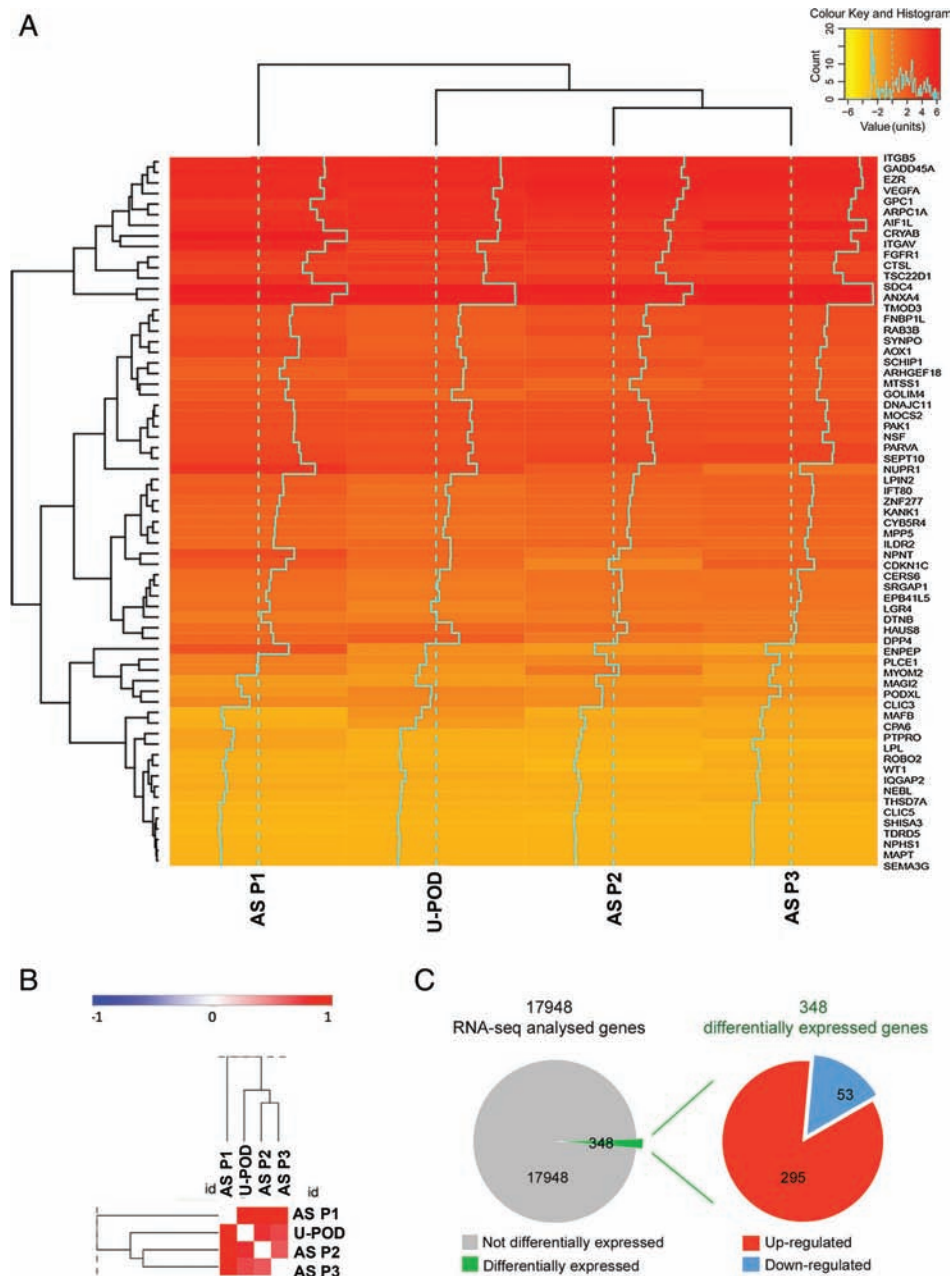 A
Colour Key and Histogram
Count
20
15
10
5
0
−6
−2
0
2
4
6
Value (units)
ITGB5
GADD45A
EZR
VEGFA
GPC1
ARPC1A
AIF1L
CRYAB
ITGAV
FGFR1
CTSL
TSC22D1
SDC4
ANXA4
TMOD3
FNBP1L
RAB3B
SYNPO
AOX1
SCHIP1
ARHGEF18
MTSS1
GOLIM4
DNAJC11
MOCS2
PAK1
NSF
PARVA
SEPT10
NUPR1
LPIN2
IFT80
ZNF277
KANK1
CYB5R4
MPP5
ILDR2
NPNT
CDKN1C
CERS6
SRGAP1
EPB41L5
LGR4
DTNB
HAUS8
DPP4
ENPEP
PLCE1
MYOM2
MAGI2
PODXL
CLIC3
MAFB
CPA6
PTPRO
LPL
ROBO2
WT1
IQGAP2
NEBL
THSD7A
CLIC5
SHISA3
TDRD5
NPHS1
MAPT
SEMA3G
AS P1
U-POD
AS P2
AS P3
B
-1
0
1
id
AS P1
U-POD
AS P2
AS P3
id
AS P1
U-POD
AS P2
AS P3
C
17948
RNA-seq analysed genes
348
differentially expressed genes
348
17948
53
295
Not differentially expressed
Differentially expressed
Up-regulated
Down-regulated